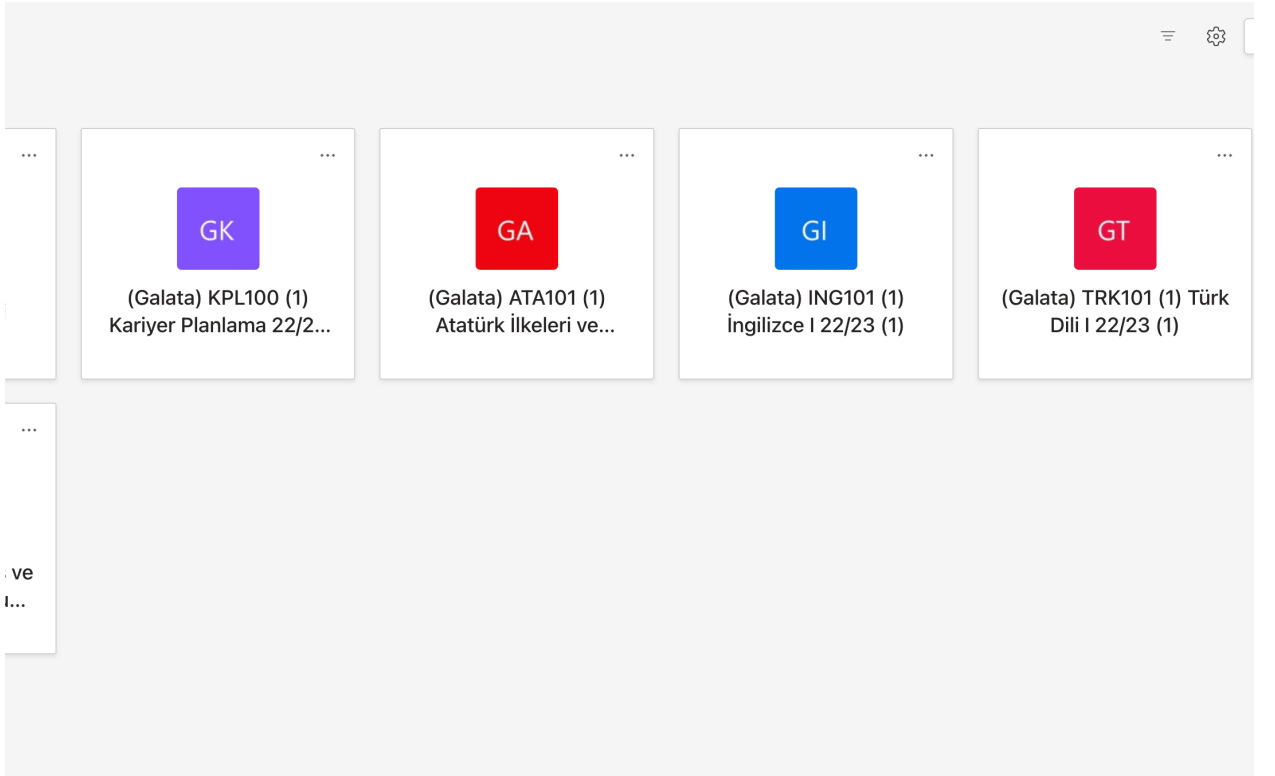 GK
(Galata) KPL100 (1)
Kariyer Planlama 22/2...
GA
(Galata) ATA101 (1)
Atatürk İlkeleri ve...
GI
(Galata) ING101 (1)
İngilizce I 22/23 (1)
GT
(Galata) TRK101 (1) Türk
Dili I 22/23 (1)
ve